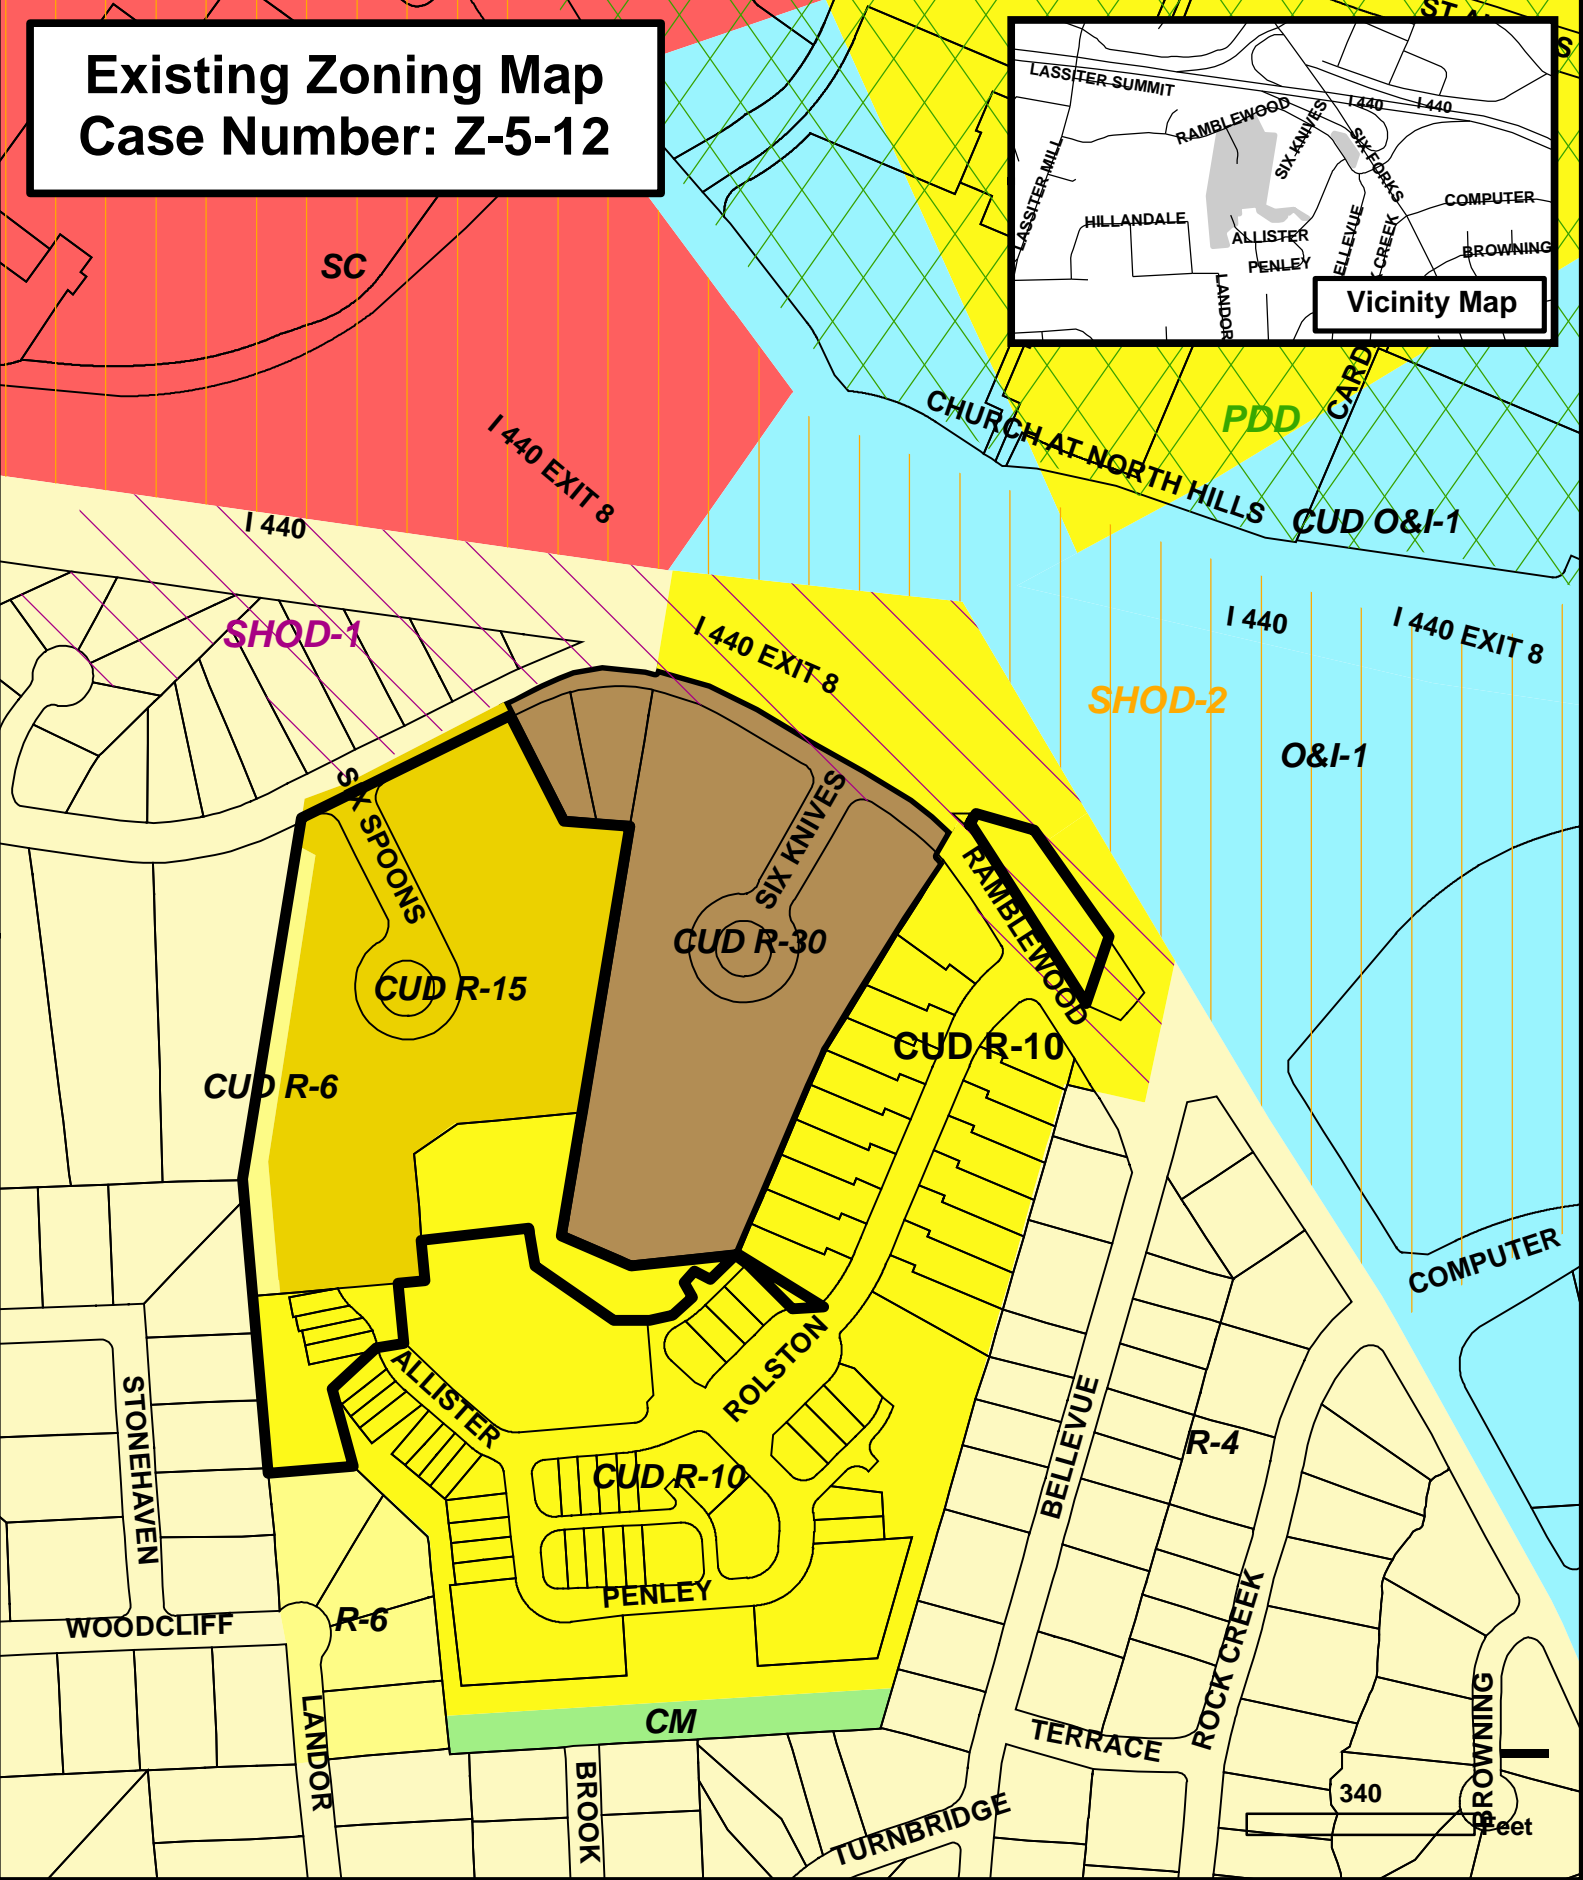 Existing Zoning Map
Case Number: Z-5-12
LASSITER SUMMIT
I 440
I 440
RAMBLEWOOD
SIX KNIVES
SIX FORKS
LASSITER MILL
COMPUTER
HILLANDALE
ALLISTER
ELLEVUE
CREEK
BROWNING
PENLEY
LANDOR
Vicinity Map
SC
CARD
PDD
CHURCH AT NORTH HILLS
I 440 EXIT 8
I 440
CUD O&I-1
SHOD-1
I 440 EXIT 8
I 440
I 440 EXIT 8
SHOD-2
O&I-1
SIX SPOONS
SIX KNIVES
RAMBLEWOOD
CUD R-30
CUD R-15
CUD R-10
CUD R-6
COMPUTER
ALLISTER
ROLSTON
STONEHAVEN
BELLEVUE
R-4
CUD R-10
PENLEY
WOODCLIFF
R-6
ROCK CREEK
LANDOR
CM
TERRACE
BROWNING
BROOK
TURNBRIDGE
340
Feet